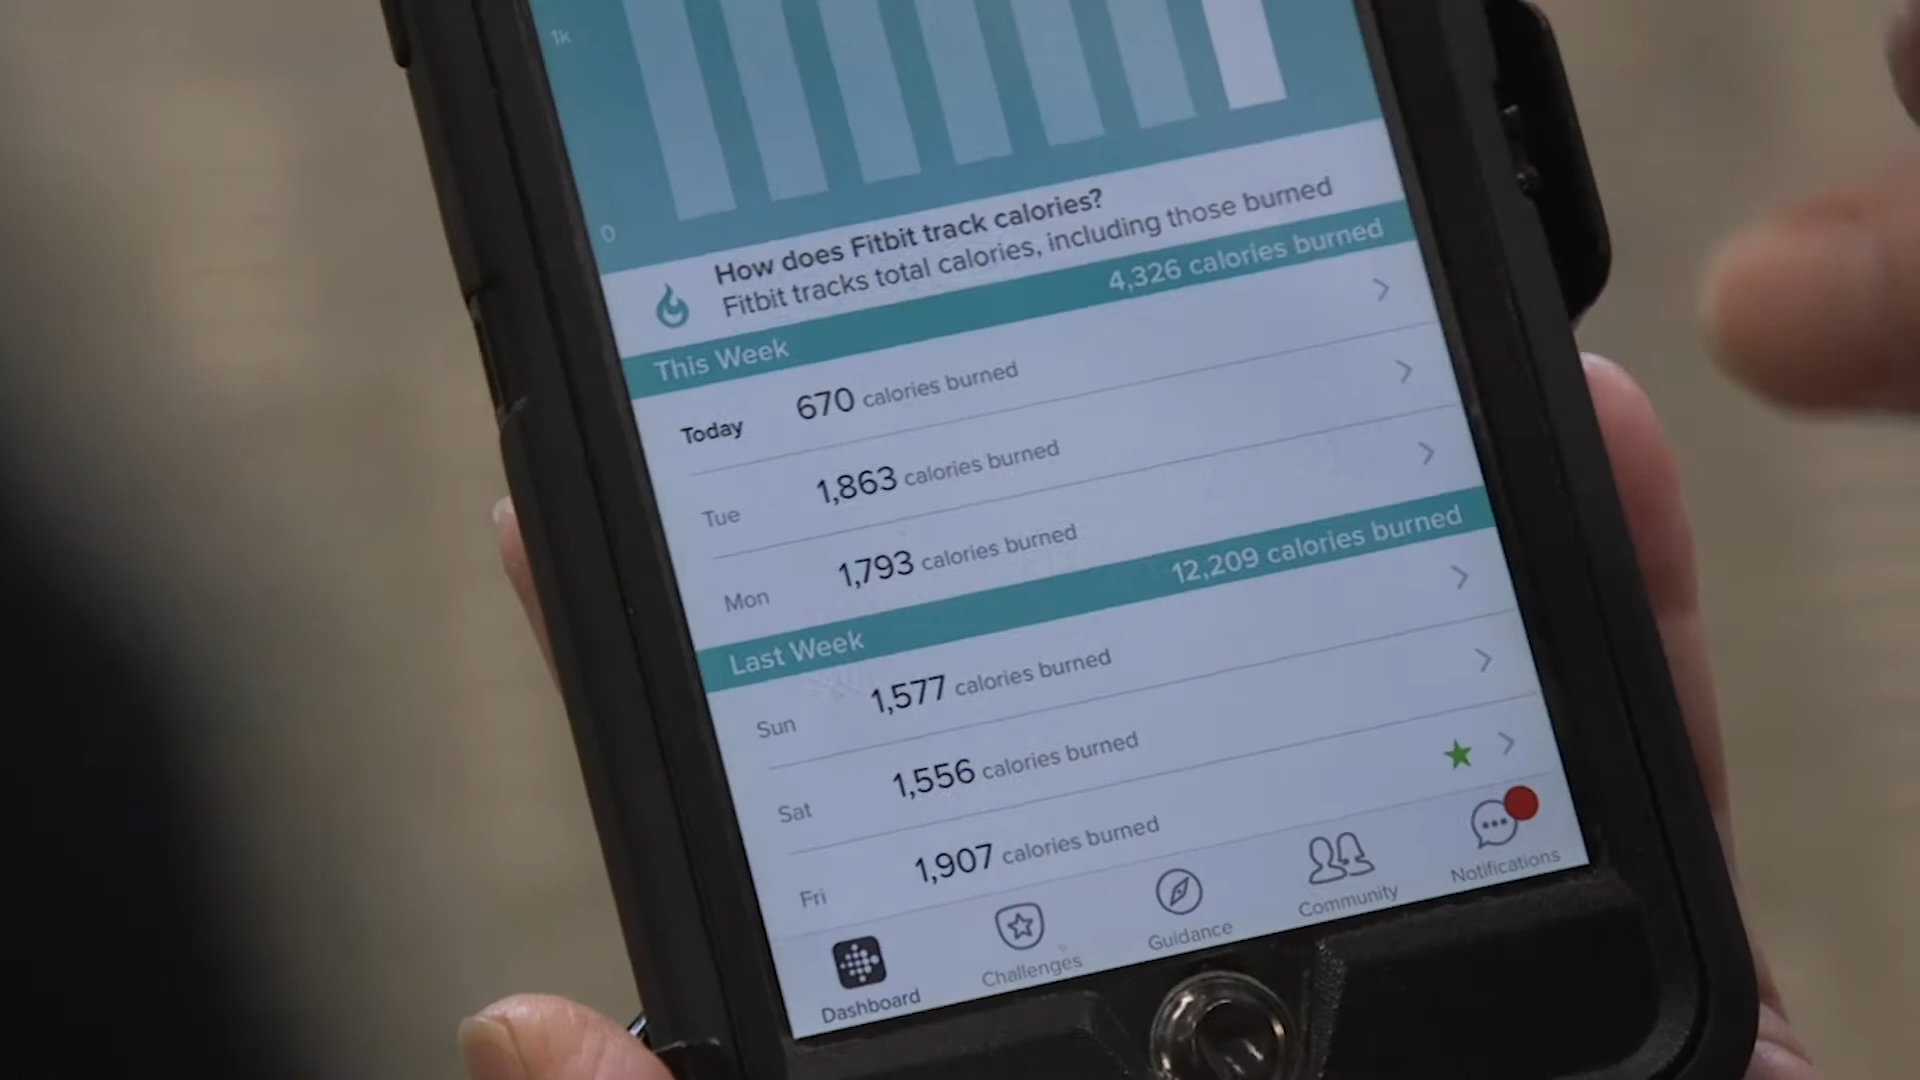 1k
0
How does Fitbit track calories?
Fitbit tracks total calories, including those burned
This Week 4,326 calories burned
Today 670 calories burned
Tue 1,863 calories burned
Mon 1,793 calories burned
Last Week 12,209 calories burned
Sun 1,577 calories burned
Sat 1,556 calories burned
Fri 1,907 calories burned
Dashboard Challenges Guidance Community Notifications